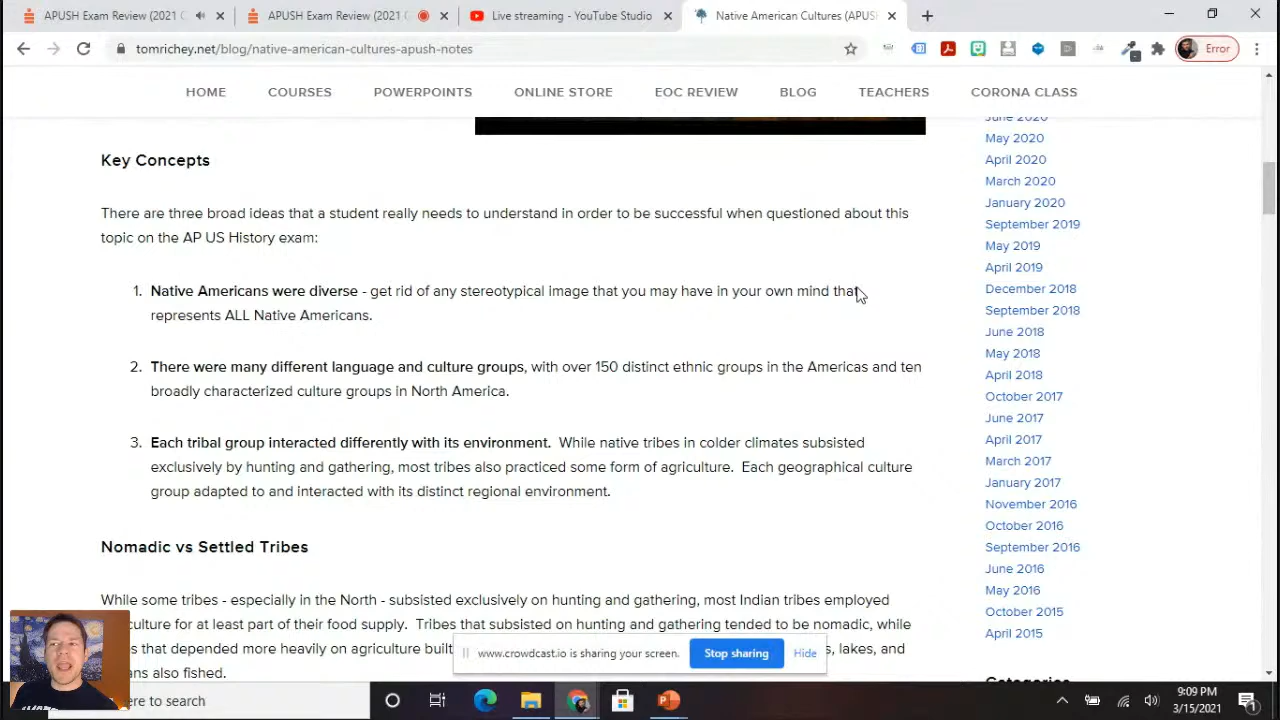 APUSH Exam Review (2021 C
APUSH Exam Review (2021
Live streaming - YouTube Studio
Native American Cultures (APUSH
tomrichey.net/blog/native-american-cultures-apush-notes
Error
HOME
COURSES
POWERPOINTS
ONLINE STORE
EOC REVIEW
BLOG
TEACHERS
CORONA CLASS
Key Concepts
There are three broad ideas that a student really needs to understand in order to be successful when questioned about this
topic on the AP US History exam:
1. Native Americans were diverse - get rid of any stereotypical image that you may have in your own mind that
represents ALL Native Americans.
2. There were many different language and culture groups, with over 150 distinct ethnic groups in the Americas and ten
broadly characterized culture groups in North America.
3. Each tribal group interacted differently with its environment. While native tribes in colder climates subsisted
exclusively by hunting and gathering, most tribes also practiced some form of agriculture. Each geographical culture
group adapted to and interacted with its distinct regional environment.
Nomadic vs Settled Tribes
While some tribes - especially in the North - subsisted exclusively on hunting and gathering, most Indian tribes employed
culture for at least part of their food supply. Tribes that subsisted on hunting and gathering tended to be nomadic, while
s that depended more heavily on agriculture built
s, lakes, and
ans also fished.
June 2020
May 2020
April 2020
March 2020
January 2020
September 2019
May 2019
April 2019
December 2018
September 2018
June 2018
May 2018
April 2018
October 2017
June 2017
April 2017
March 2017
January 2017
November 2016
October 2016
September 2016
June 2016
May 2016
October 2015
April 2015
Categories
www.crowdcast.io is sharing your screen.
Stop sharing
Hide
here to search
9:09 PM
3/15/2021
1